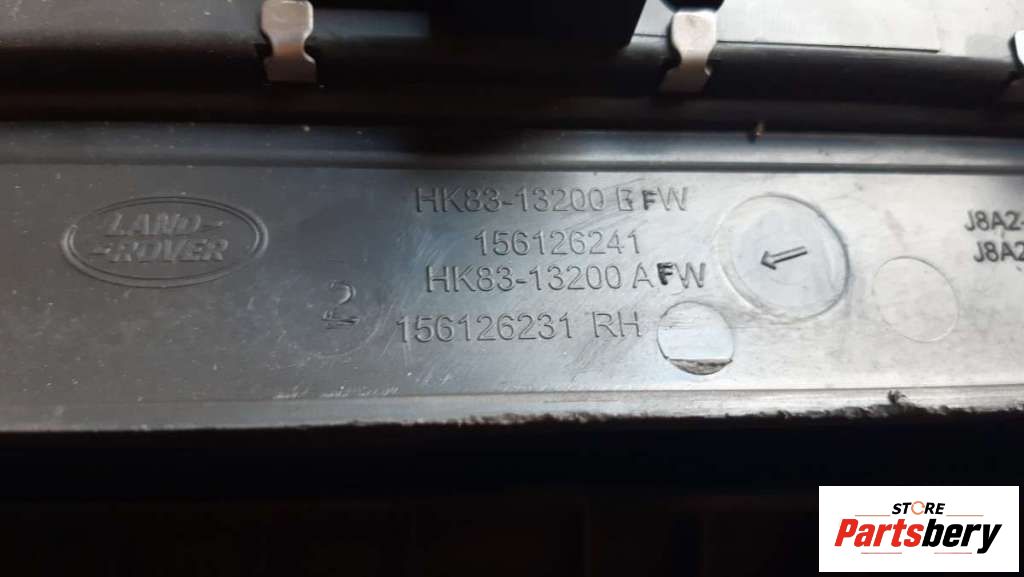 LAND-
-ROVER
HK83-13200 BFW
156126241
HK83-13200 AFW
2
156126231 RH
J8A2-
J8A2
STORE
Partsbery